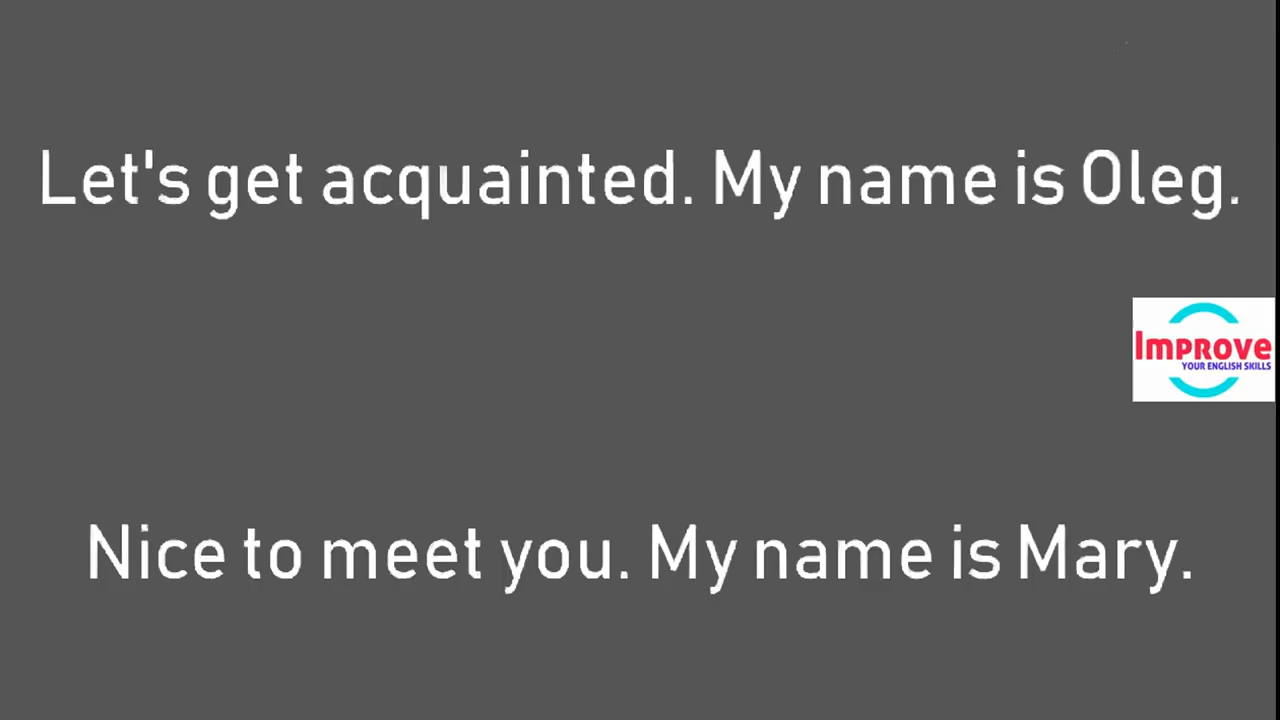 Let's get acquainted. My name is Oleg.
Improve
YOUR ENGLISH SKILLS
Nice to meet you. My name is Mary.